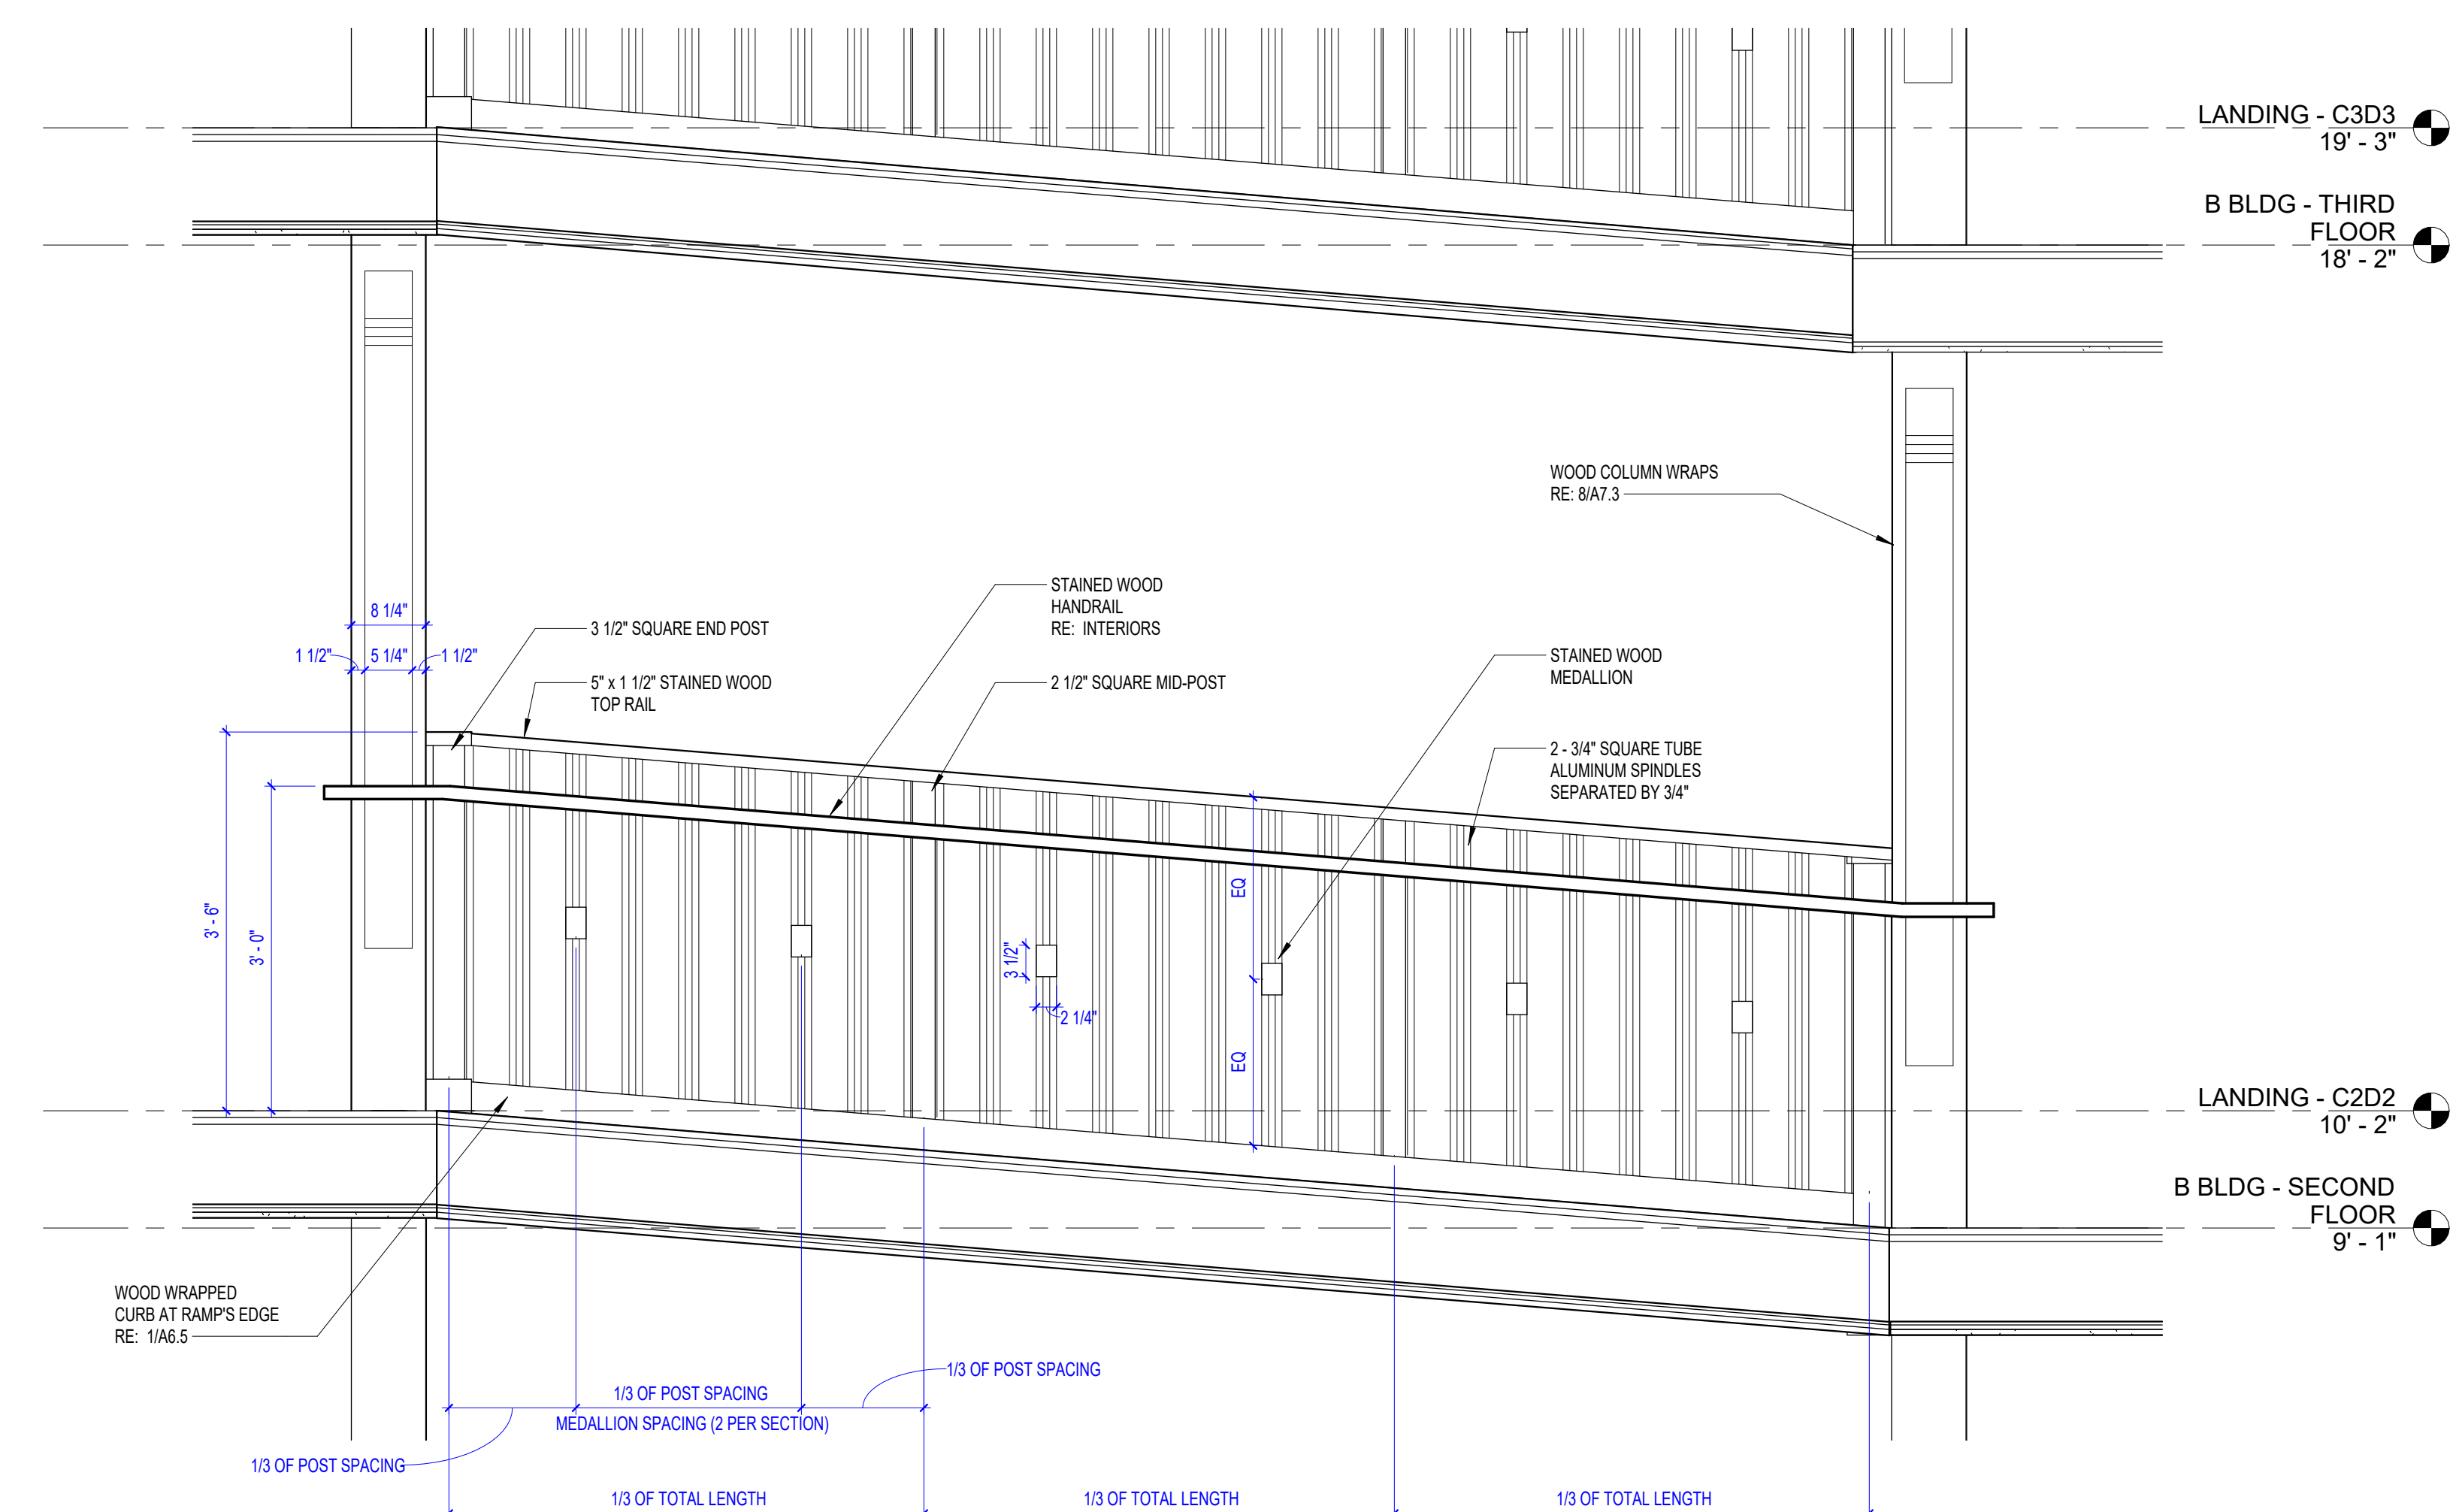 LANDING - C3D3
19' - 3"
B BLDG - THIRD
FLOOR
18' - 2"
WOOD COLUMN WRAPS
RE: 8/A7.3
STAINED WOOD
HANDRAIL
RE:  INTERIORS
8 1/4"
3 1/2" SQUARE END POST
1 1/2"
5 1/4"
1 1/2"
STAINED WOOD
MEDALLION
5" x 1 1/2" STAINED WOOD
TOP RAIL
2 1/2" SQUARE MID-POST
2 - 3/4" SQUARE TUBE
ALUMINUM SPINDLES
SEPARATED BY 3/4"
EQ
3' - 6"
3' - 0"
3 1/2"
2 1/4"
EQ
LANDING - C2D2
10' - 2"
B BLDG - SECOND
FLOOR
9' - 1"
WOOD WRAPPED
CURB AT RAMP'S EDGE
RE:  1/A6.5
1/3 OF POST SPACING
1/3 OF POST SPACING
MEDALLION SPACING (2 PER SECTION)
1/3 OF POST SPACING
1/3 OF TOTAL LENGTH
1/3 OF TOTAL LENGTH
1/3 OF TOTAL LENGTH